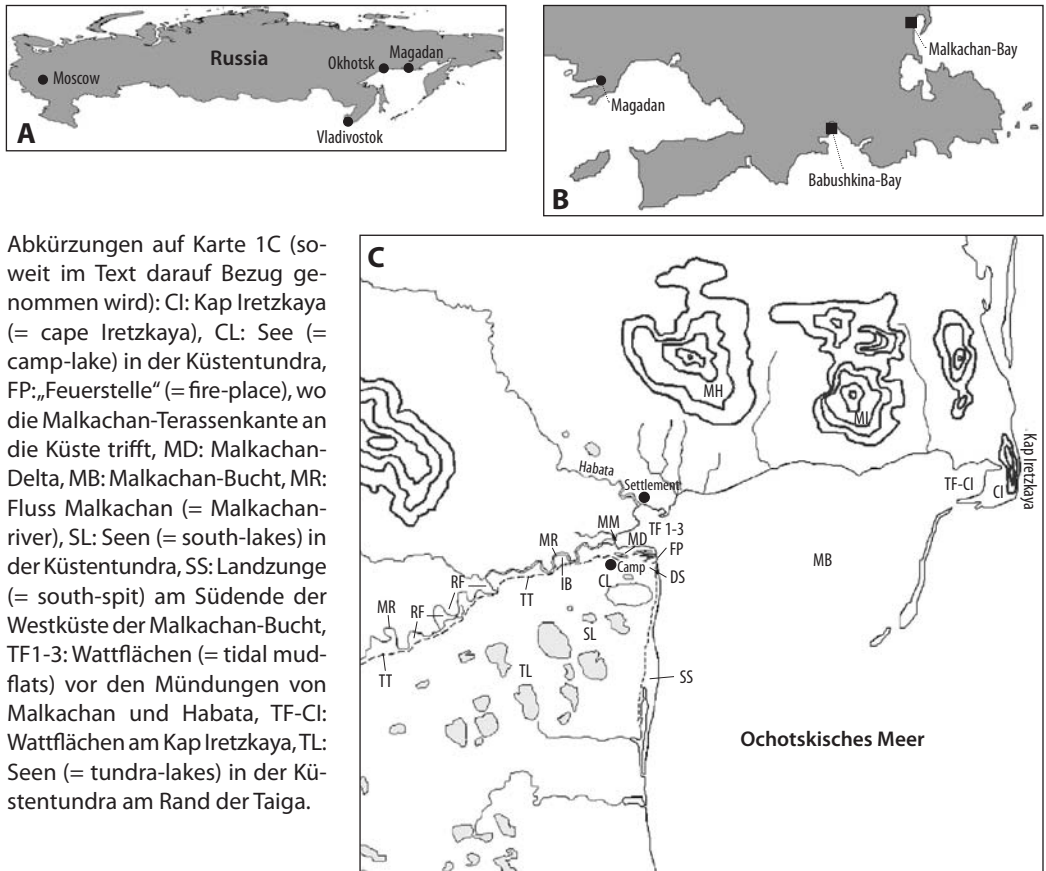 Russia
Moscow
Okhotsk
Magadan
Vladivostok
A
Malkachan-Bay
Magadan
Babushkina-Bay
B
Abkürzungen auf Karte 1C (so-
weit im Text darauf Bezug ge-
nommen wird): CI: Kap Iretzkaya
(= cape Iretzkaya), CL: See (=
camp-lake) in der Küstentundra,
FP:„Feuerstelle“ (= fire-place), wo
die Malkachan-Terassenkante an
die Küste trifft, MD: Malkachan-
Delta, MB: Malkachan-Bucht, MR:
Fluss Malkachan (= Malkachan-
river), SL: Seen (= south-lakes) in
der Küstentundra, SS: Landzunge
(= south-spit) am Südende der
Westküste der Malkachan-Bucht,
TF1-3: Wattflächen (= tidal mud-
flats) vor den Mündungen von
Malkachan und Habata, TF-CI:
Wattflächen am Kap Iretzkaya, TL:
Seen (= tundra-lakes) in der Kü-
stentundra am Rand der Taiga.
C
MH
MI
Kap Iretzkaya
Habata
Settlement
TF-CI
CI
MM
TF 1-3
MR
MD
FP
MB
Camp
DS
RF
IB
CL
TT
MR
RF
SL
TL
SS
TT
Ochotskisches Meer